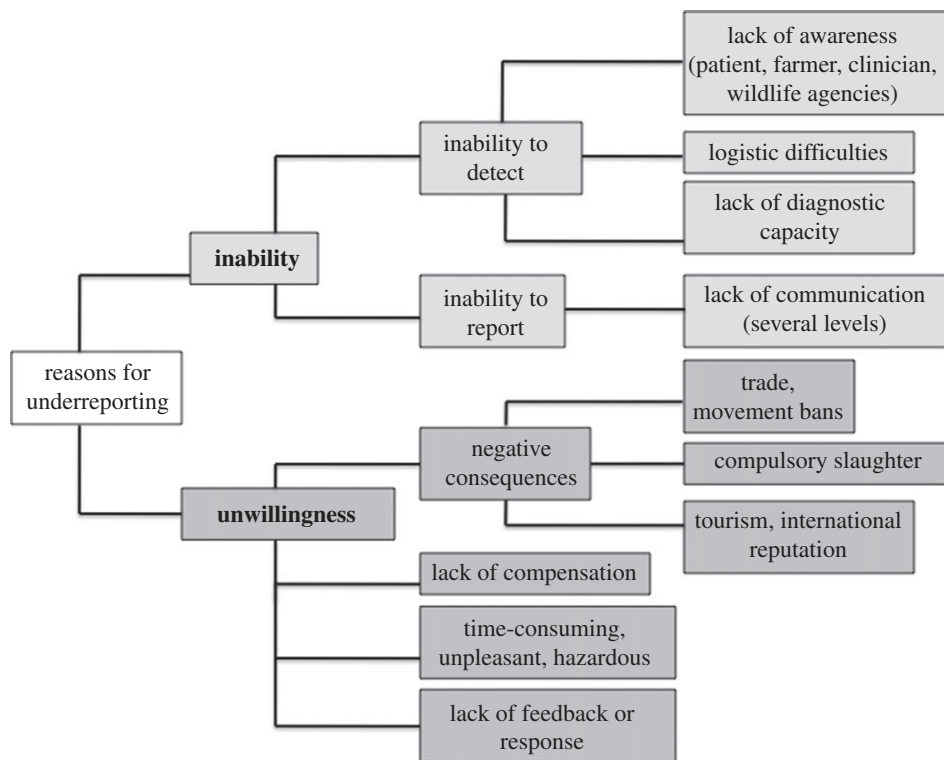 lack of awareness
(patient, farmer, clinician,
wildlife agencies)
inability to
detect
logistic difficulties
lack of diagnostic
capacity
inability
inability to
report
lack of communication
(several levels)
reasons for
underreporting
trade,
movement bans
negative
consequences
compulsory slaughter
unwillingness
tourism, international
reputation
lack of compensation
time-consuming,
unpleasant, hazardous
lack of feedback or
response